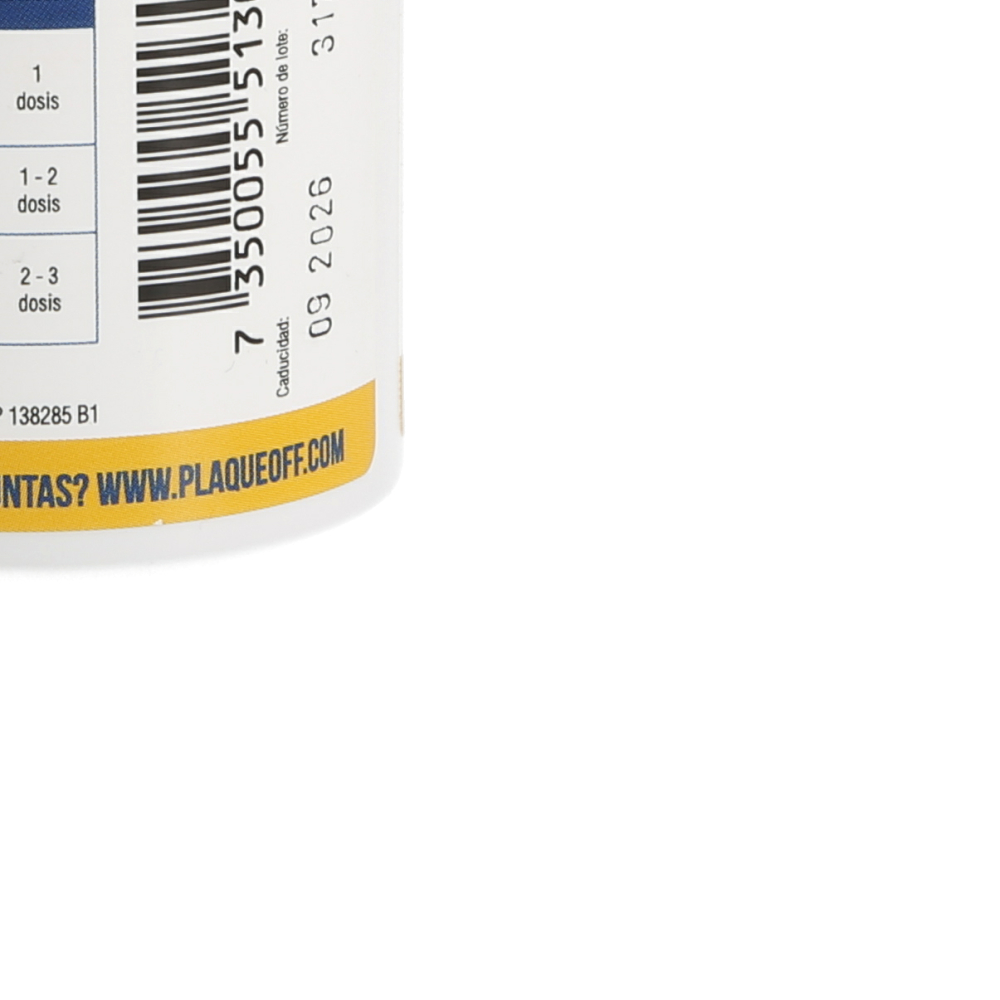 1
dosis
1 - 2
dosis
2 - 3
dosis
138285 B1
7 350055 513
Número de lote:
31
Caducidad:
09 2026
WWW.PLAQUEOFF.COM